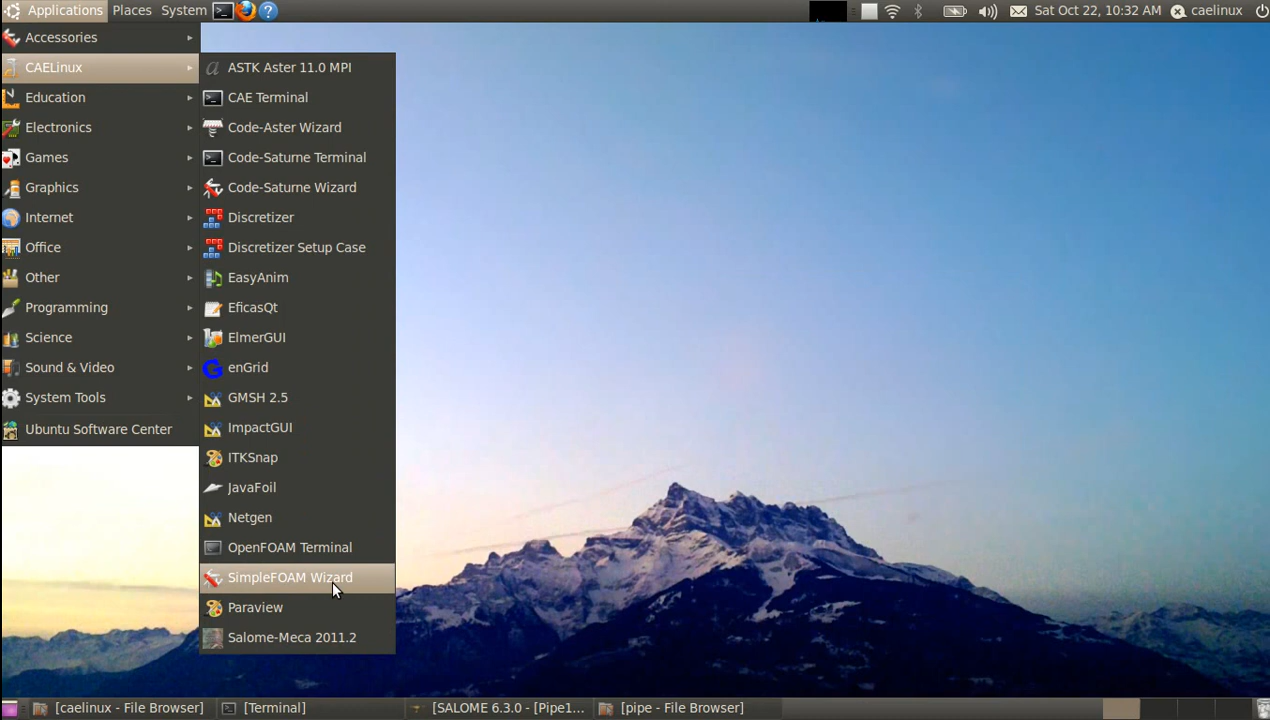 Applications Places System Sat Oct 22, 10:32 AM caelinux
Accessories
CAELinux
Education
Electronics
Games
Graphics
Internet
Office
Other
Programming
Science
Sound & Video
System Tools
Ubuntu Software Center
ASTK Aster 11.0 MPI
CAE Terminal
Code-Aster Wizard
Code-Saturne Terminal
Code-Saturne Wizard
Discretizer
Discretizer Setup Case
EasyAnim
EficasQt
ElmerGUI
enGrid
GMSH 2.5
ImpactGUI
ITKSnap
JavaFoil
Netgen
OpenFOAM Terminal
SimpleFOAM Wizard
Paraview
Salome-Meca 2011.2
[caelinux - File Browser] [Terminal] [SALOME 6.3.0 - [Pipe1... [pipe - File Browser]